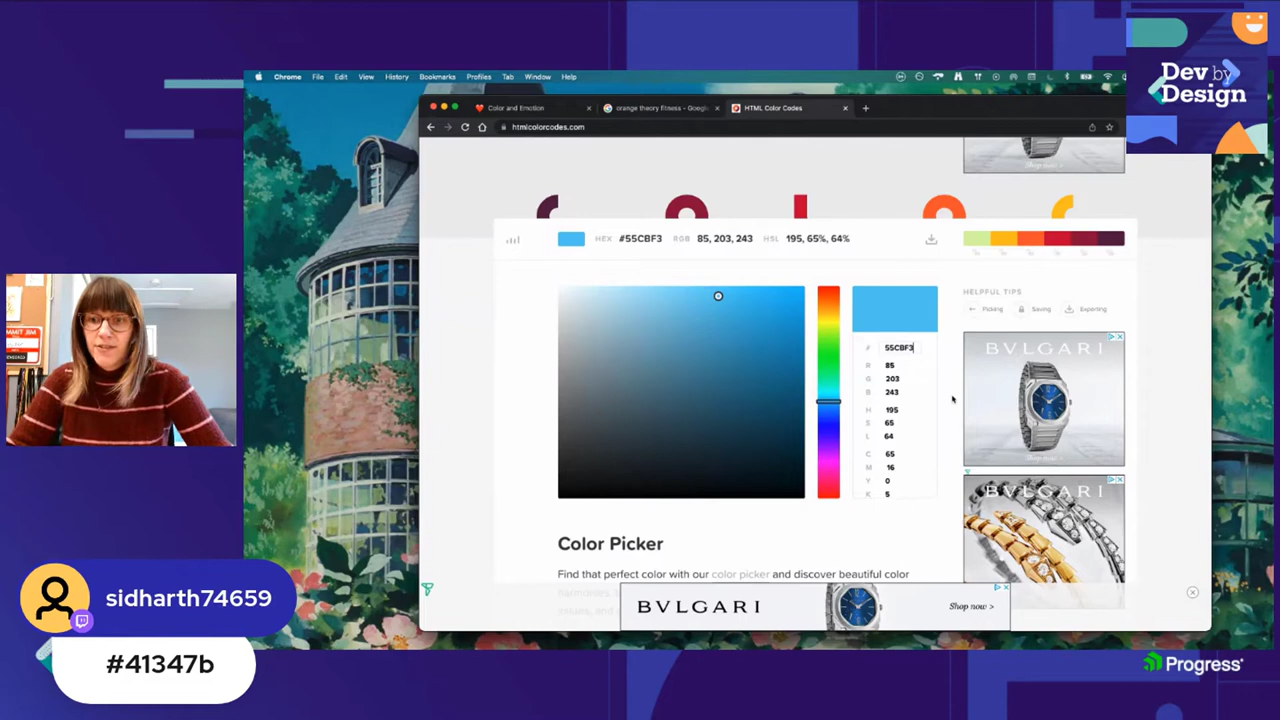 Dev by
Design
Chrome File Edit View History Bookmarks Profiles Tab Window Help
Color and Emotion
orange theory fitness - Googl
HTML Color Codes
htmlcolorcodes.com
Shop now >
HEX #55CBF3 RGB 85, 203, 243 HSL 195, 65%, 64%
HELPFUL TIPS
Picking Saving Exporting
BVLGARI
# 55CBF3
R 85
G 203
B 243
H 195
S 65
L 64
C 65
M 16
Y 0
K 5
BVLGARI
Color Picker
Find that perfect color with our color picker and discover beautiful color
BVLGARI
Shop now >
sidharth74659
#41347b
Progress